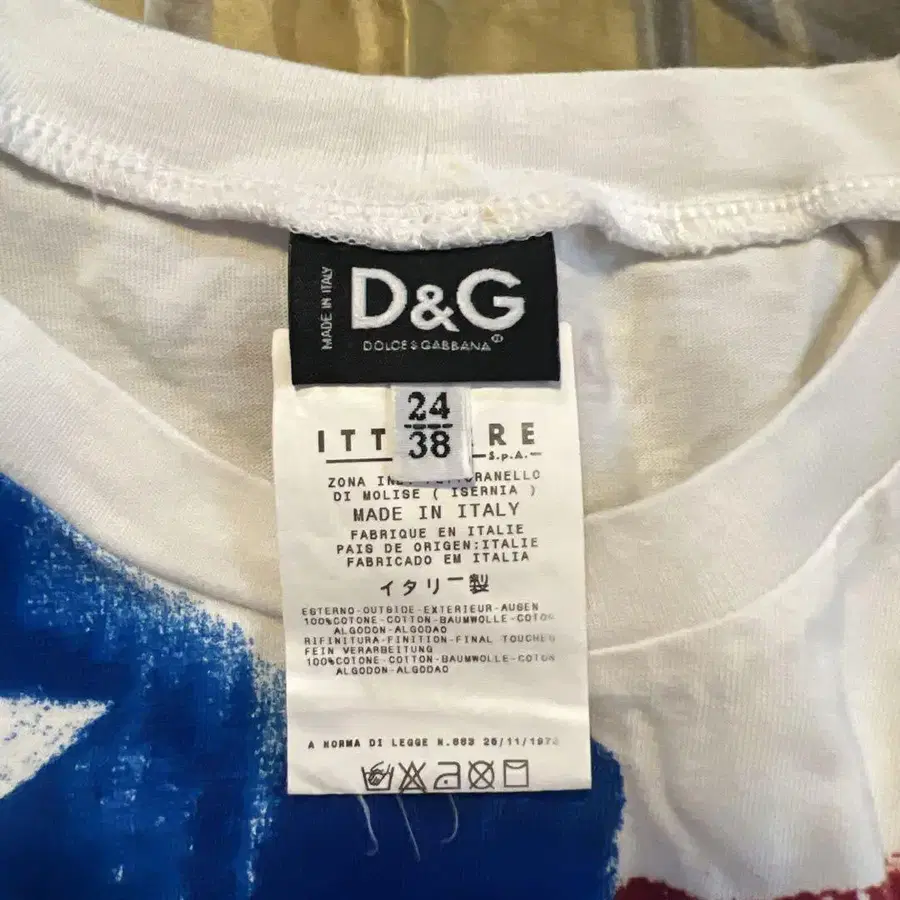 MADE IN ITALY
D&G
DOLCE & GABBANA
24
38
ITT RE
S.p.A.
ZONA IN TTORANELLO
DI MOLISE ( ISERNIA )
MADE IN ITALY
FABRIQUE EN ITALIE
PAIS DE ORIGEN:ITALIE
FABRICADO EM ITALIA
イタリー製
ESTERNO-OUTSIDE-EXTERIEUR-AUSEN
100%COTONE-COTTON-BAUMWOLLE-COTON
ALGODON-ALGODAO
RIFINITURA-FINITION-FINAL TOUCHES
FEIN VERARBEITUNG
100%COTONE-COTTON-BAUMWOLLE-COTON
ALGODON-ALGODAO
A NORMA DI LEGGE N.883 26/11/1973